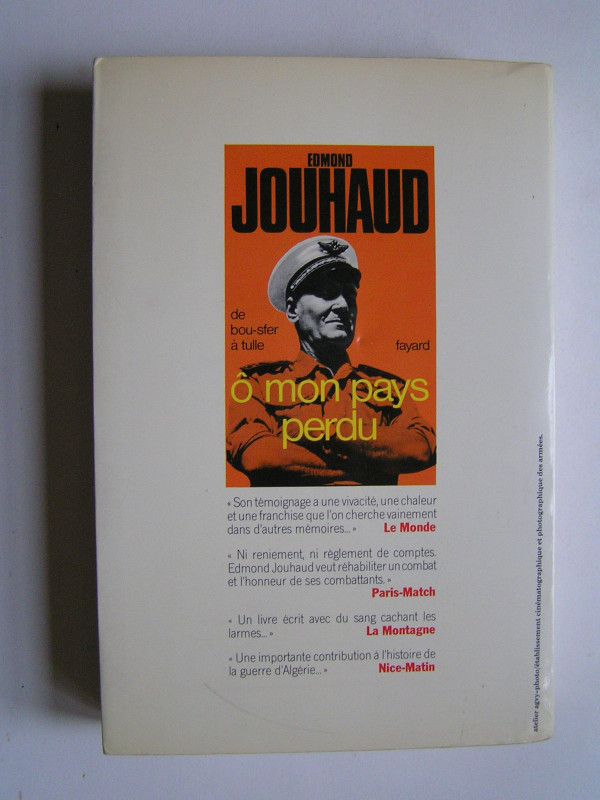 EDMOND
JOUHAUD
de
bou-sfer
à tulle
fayard
ô mon pays
perdu
« Son témoignage a une vivacité, une chaleur
et une franchise que l'on cherche vainement
dans d'autres mémoires... » Le Monde
« Ni reniement, ni règlement de comptes.
Edmond Jouhaud veut réhabiliter un combat
et l'honneur de ses combattants. »
Paris-Match
« Un livre écrit avec du sang cachant les
larmes... » La Montagne
« Une importante contribution à l'histoire de
la guerre d'Algérie... » Nice-Matin
atelier agvy-photo/établissement cinématographique et photographique des armées.